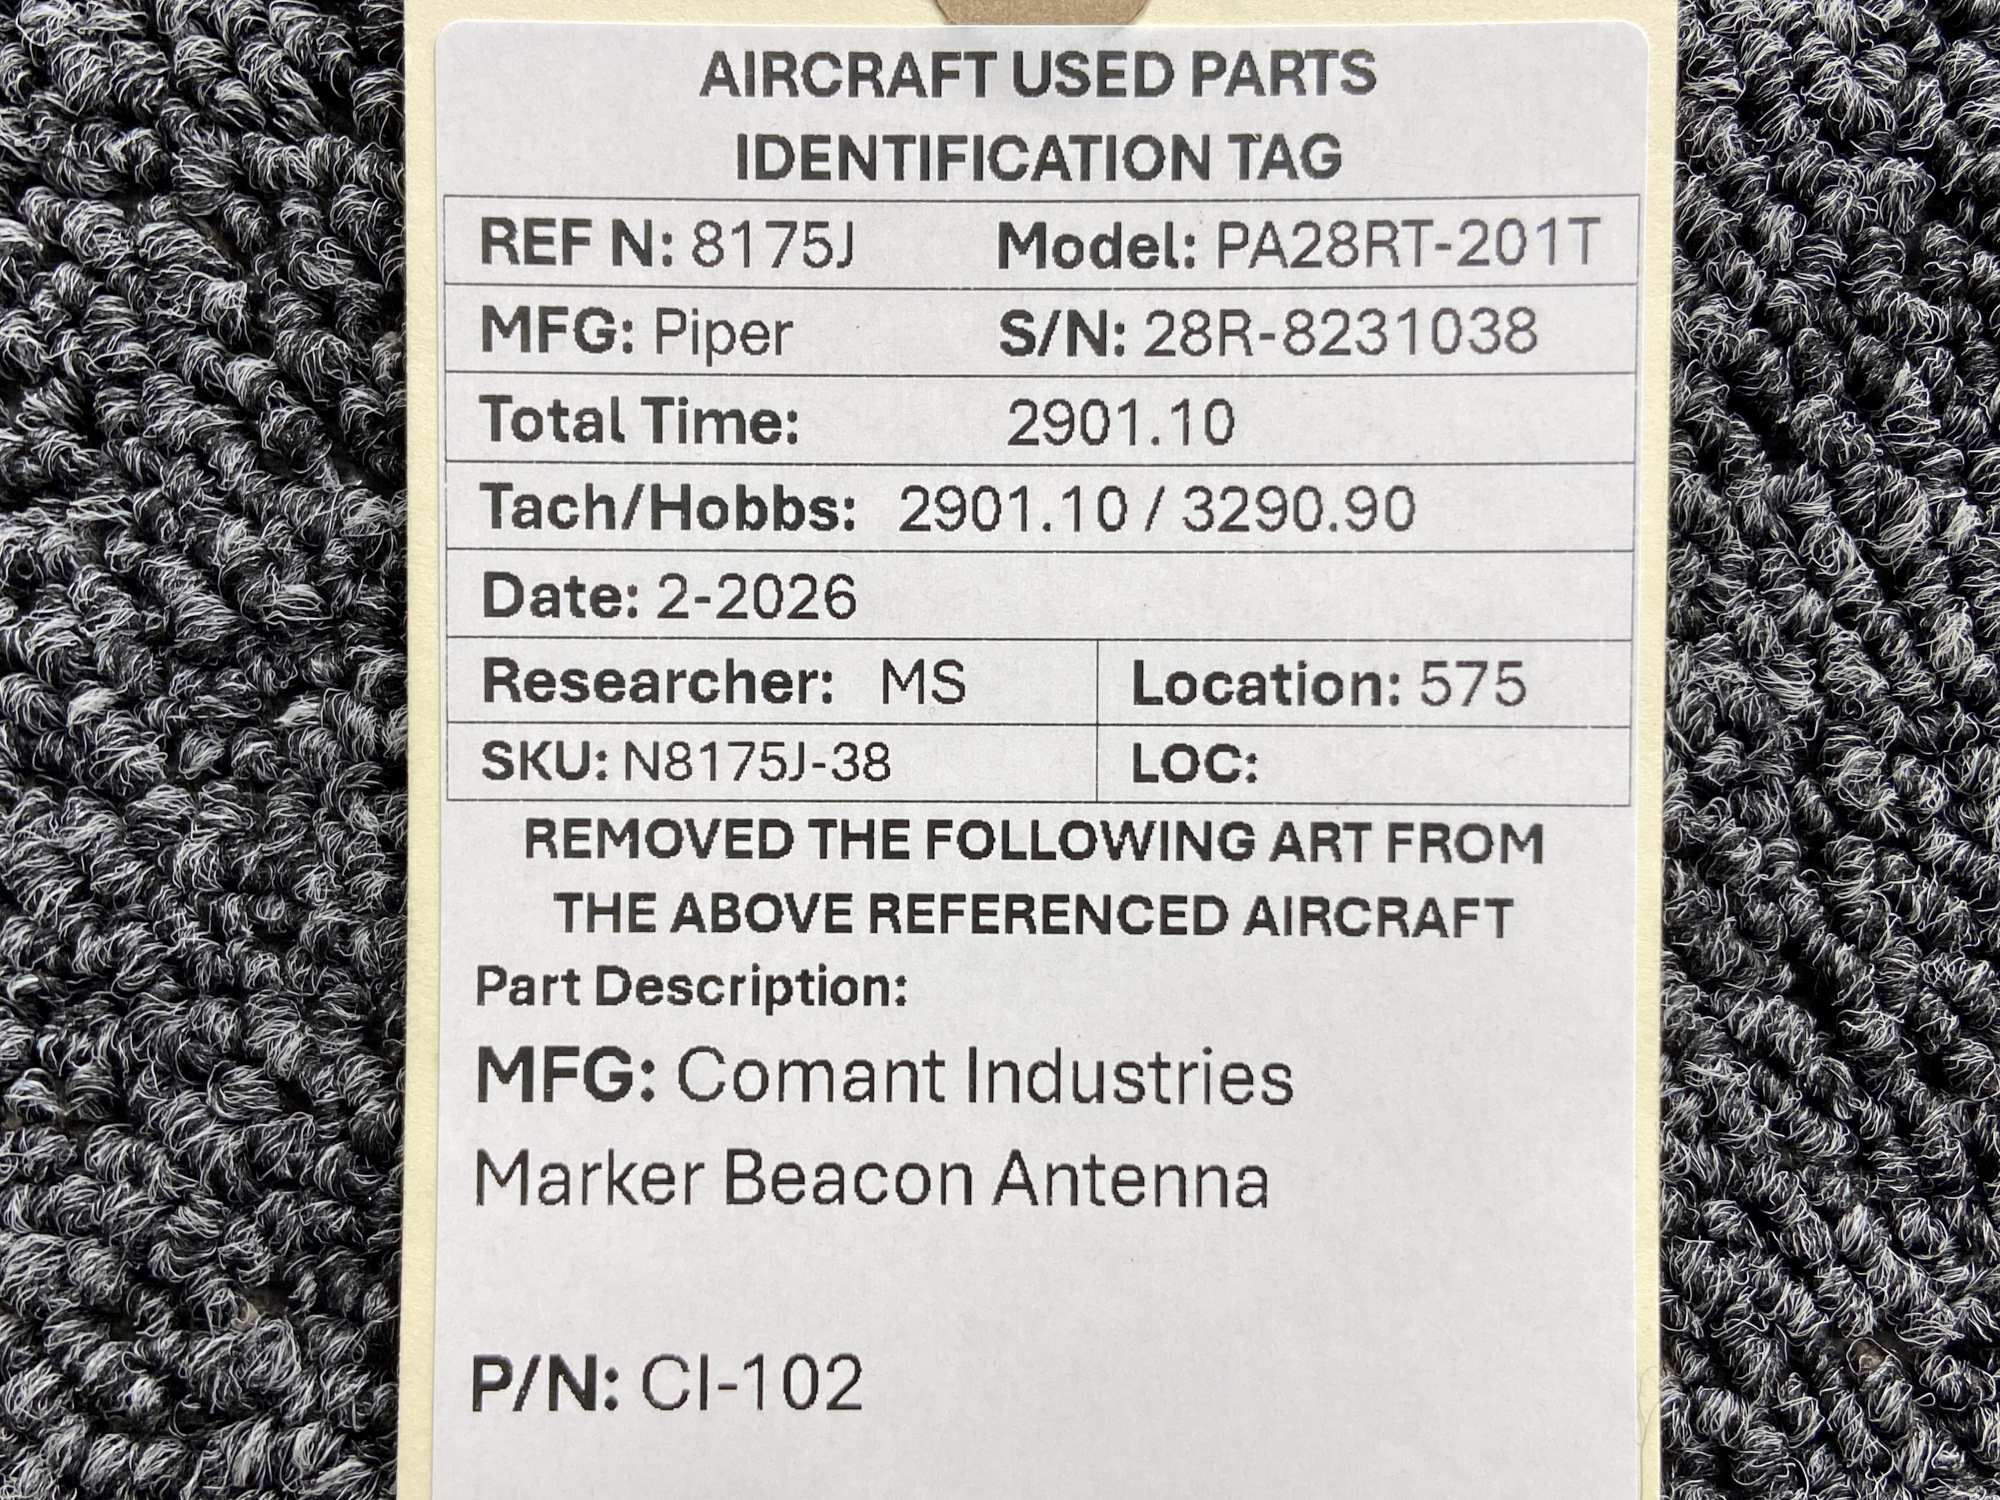 AIRCRAFT USED PARTS
IDENTIFICATION TAG
REF N: 8175J Model: PA28RT-201T
MFG: Piper S/N: 28R-8231038
Total Time: 2901.10
Tach/Hobbs: 2901.10 / 3290.90
Date: 2-2026
Researcher: MS Location: 575
SKU: N8175J-38 LOC:
REMOVED THE FOLLOWING ART FROM
THE ABOVE REFERENCED AIRCRAFT
Part Description:
MFG: Comant Industries
Marker Beacon Antenna
P/N: CI-102